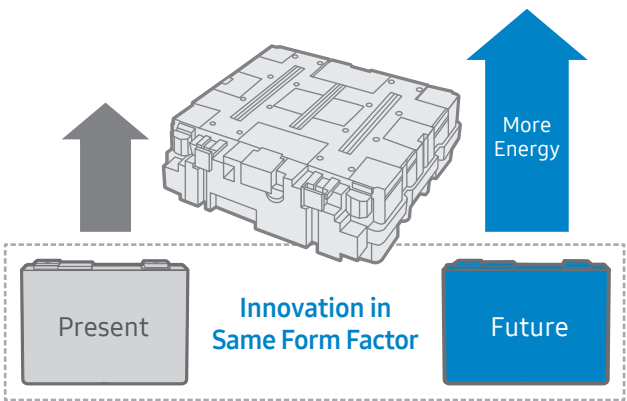 More
Energy
Present
Innovation in
Same Form Factor
Future